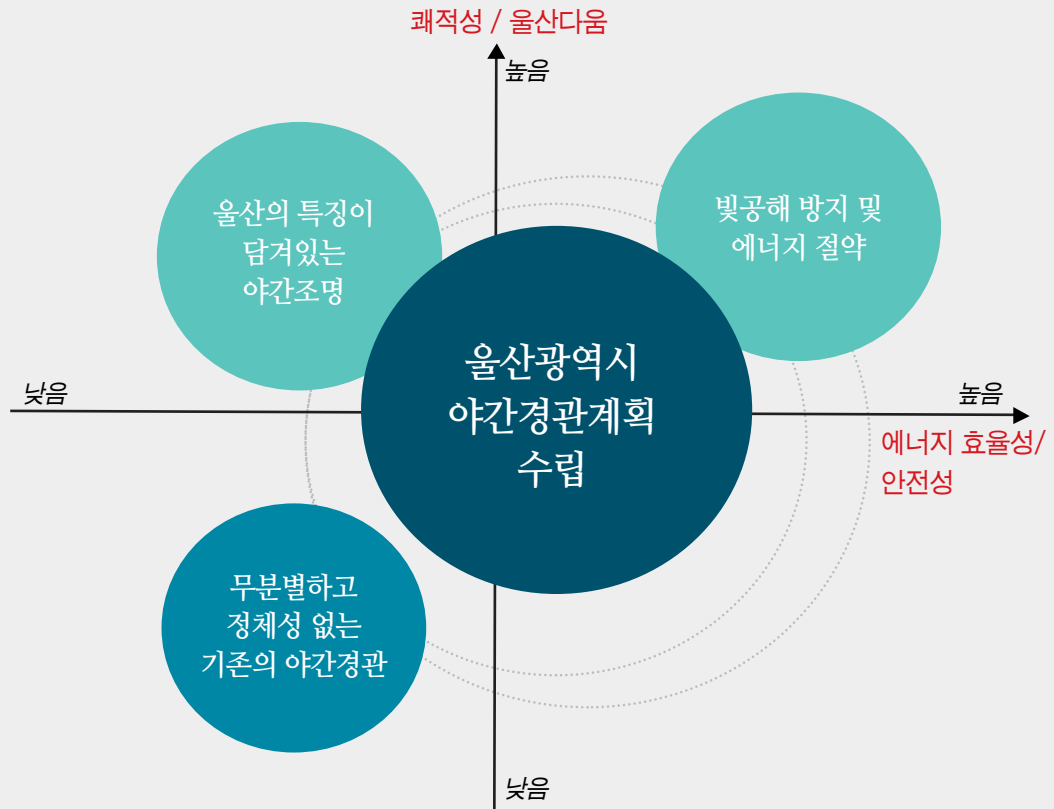 쾌적성 / 울산다움
높음
울산의 특징이
담겨있는
야간조명
빛공해 방지 및
에너지 절약
울산광역시
야간경관계획
수립
낮음
높음
에너지 효율성/
안전성
무분별하고
정체성 없는
기존의 야간경관
낮음